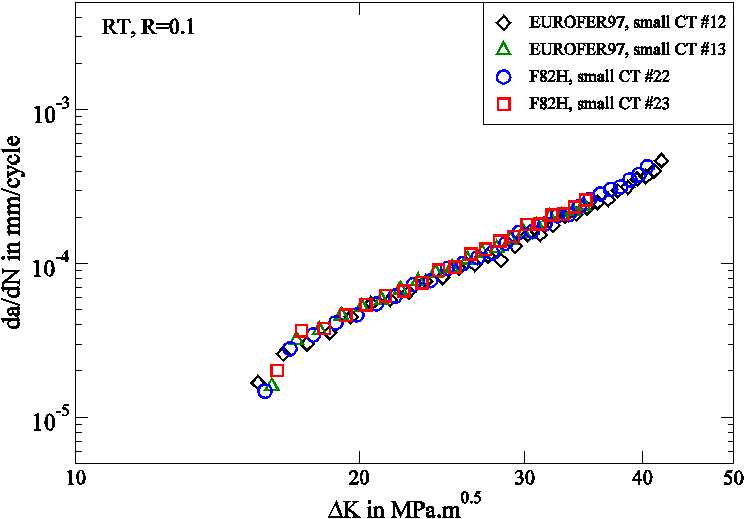 RT, R=0.1
EUROFER97, small CT #12
EUROFER97, small CT #13
F82H, small CT #22
F82H, small CT #23
da/dN in mm/cycle
10⁻³
10⁻⁴
10⁻⁵
10 20 30 40 50
ΔK in MPa.m⁰·⁵